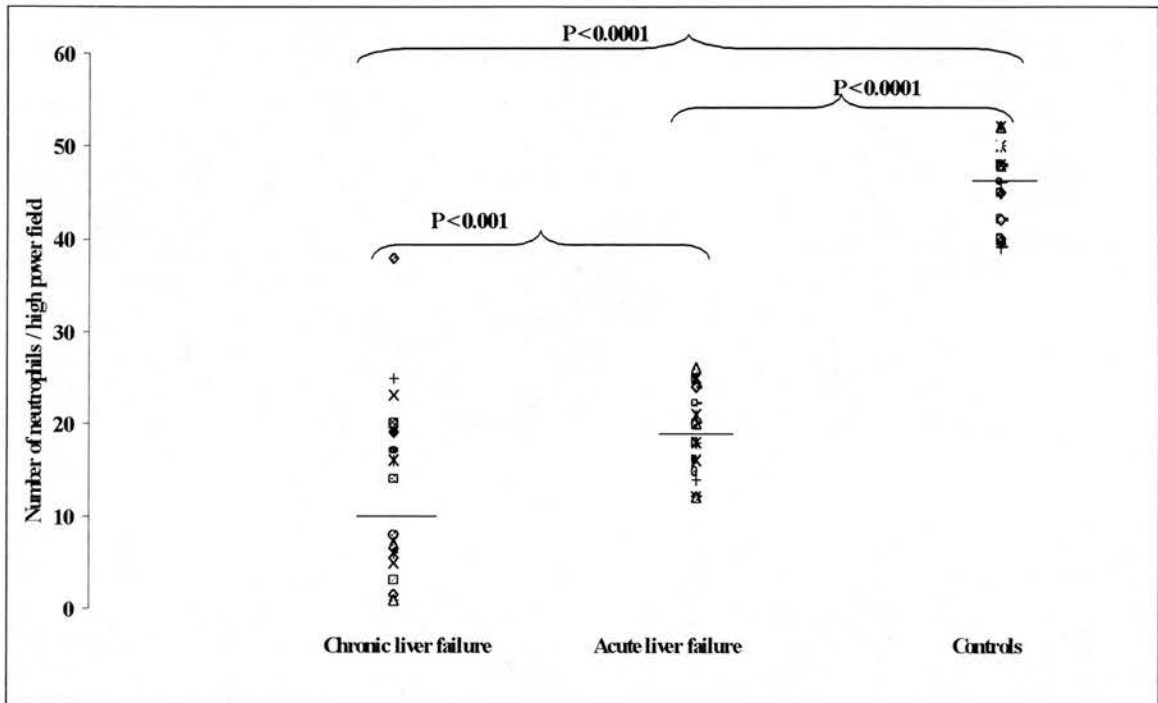 P<0.0001
60
P<0.0001
50
P<0.001
40
30
20
10
0
Number of neutrophils / high power field
Chronic liver failure
Acute liver failure
Controls